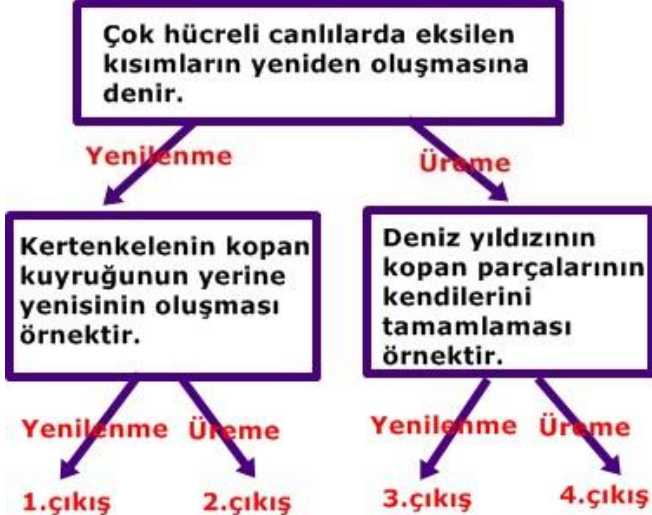 Çok hücreli canlılarda eksilen
kısımların yeniden oluşmasına
denir.
Yenilenme
Üreme
Kertenkelenin kopan
kuyruğunun yerine
yenisinin oluşması
örnektir.
Deniz yıldızının
kopan parçalarının
kendilerini
tamamlaması
örnektir.
Yenilenme Üreme
Yenilenme Üreme
1.çıkış
2.çıkış
3.çıkış
4.çıkış